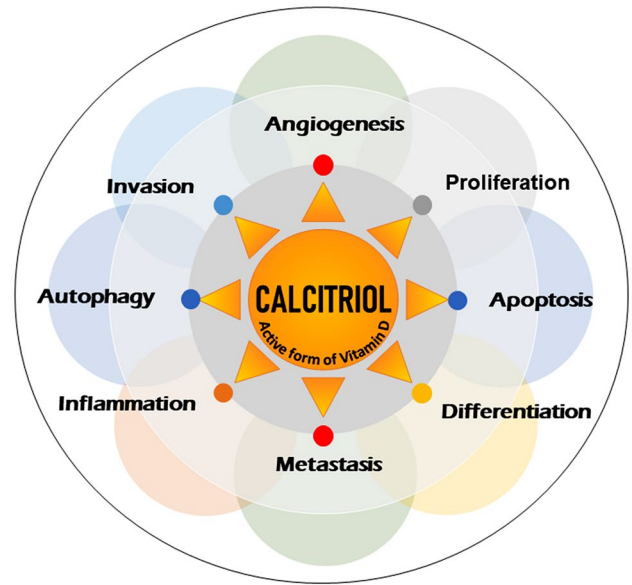 Angiogenesis
Invasion
Proliferation
Autophagy
CALCITRIOL
Active form of Vitamin D
Apoptosis
Inflammation
Differentiation
Metastasis